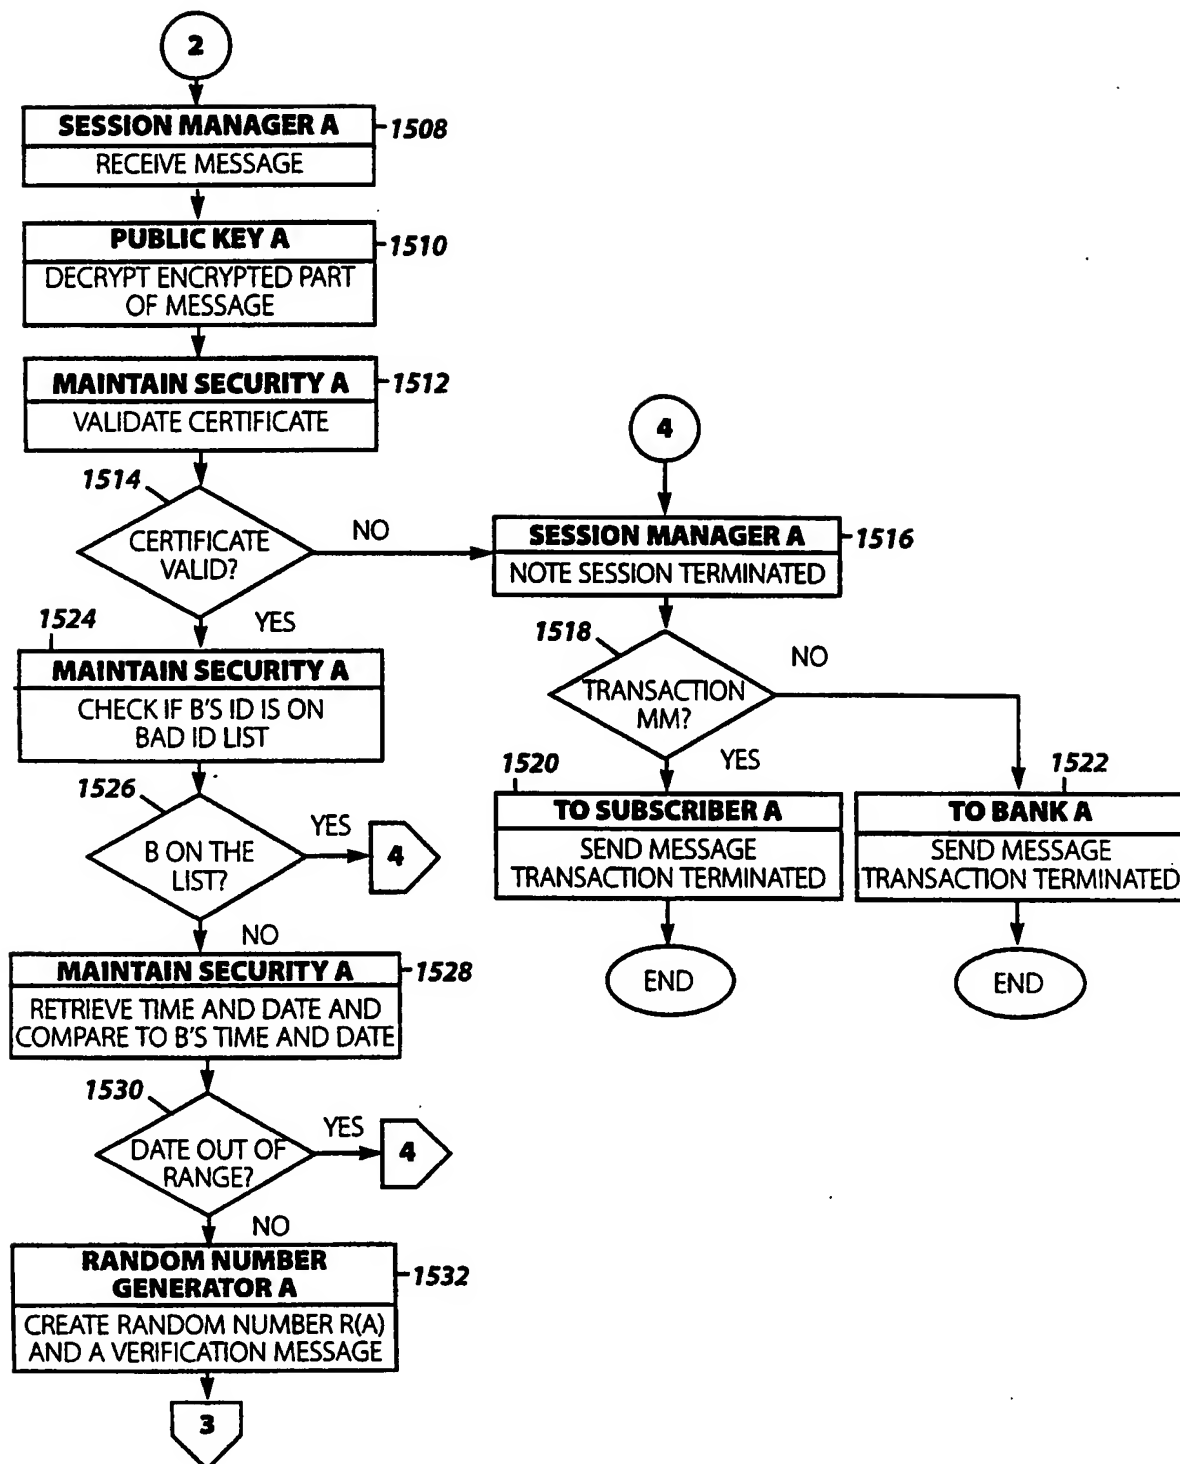 2
SESSION MANAGER A
1508
RECEIVE MESSAGE
PUBLIC KEY A
1510
DECRYPT ENCRYPTED PART
OF MESSAGE
MAINTAIN SECURITY A
1512
VALIDATE CERTIFICATE
1514
CERTIFICATE
VALID?
NO
YES
4
SESSION MANAGER A
1516
NOTE SESSION TERMINATED
1518
TRANSACTION
MM?
NO
YES
1520
TO SUBSCRIBER A
SEND MESSAGE
TRANSACTION TERMINATED
END
1522
TO BANK A
SEND MESSAGE
TRANSACTION TERMINATED
END
1524
MAINTAIN SECURITY A
CHECK IF B'S ID IS ON
BAD ID LIST
1526
B ON THE
LIST?
YES
4
NO
MAINTAIN SECURITY A
1528
RETRIEVE TIME AND DATE AND
COMPARE TO B'S TIME AND DATE
1530
DATE OUT OF
RANGE?
YES
4
NO
RANDOM NUMBER
GENERATOR A
1532
CREATE RANDOM NUMBER R(A)
AND A VERIFICATION MESSAGE
3